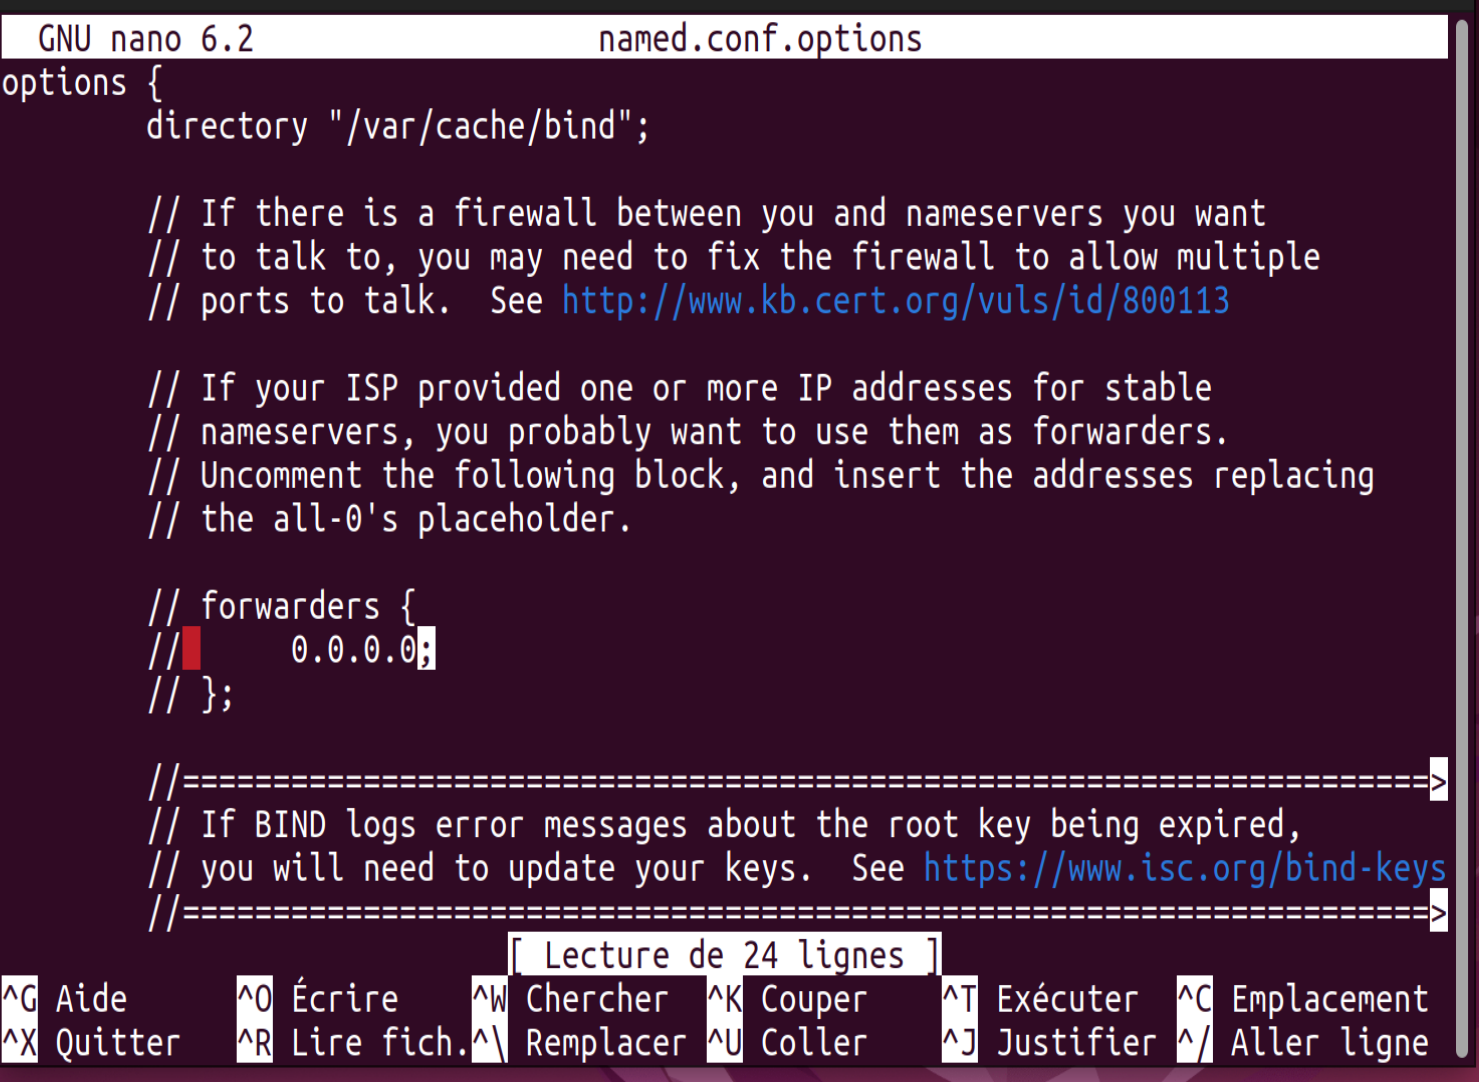 GNU nano 6.2 named.conf.options
options {
directory "/var/cache/bind";
// If there is a firewall between you and nameservers you want
// to talk to, you may need to fix the firewall to allow multiple
// ports to talk.  See http://www.kb.cert.org/vuls/id/800113
// If your ISP provided one or more IP addresses for stable
// nameservers, you probably want to use them as forwarders.
// Uncomment the following block, and insert the addresses replacing
// the all-0's placeholder.
// forwarders {
//      0.0.0.0;
// };
//=====================================================================>
// If BIND logs error messages about the root key being expired,
// you will need to update your keys.  See https://www.isc.org/bind-keys
//=====================================================================>
[ Lecture de 24 lignes ]
^G Aide ^O Écrire ^W Chercher ^K Couper ^T Exécuter ^C Emplacement
^X Quitter ^R Lire fich. ^\ Remplacer ^U Coller ^J Justifier ^/ Aller ligne